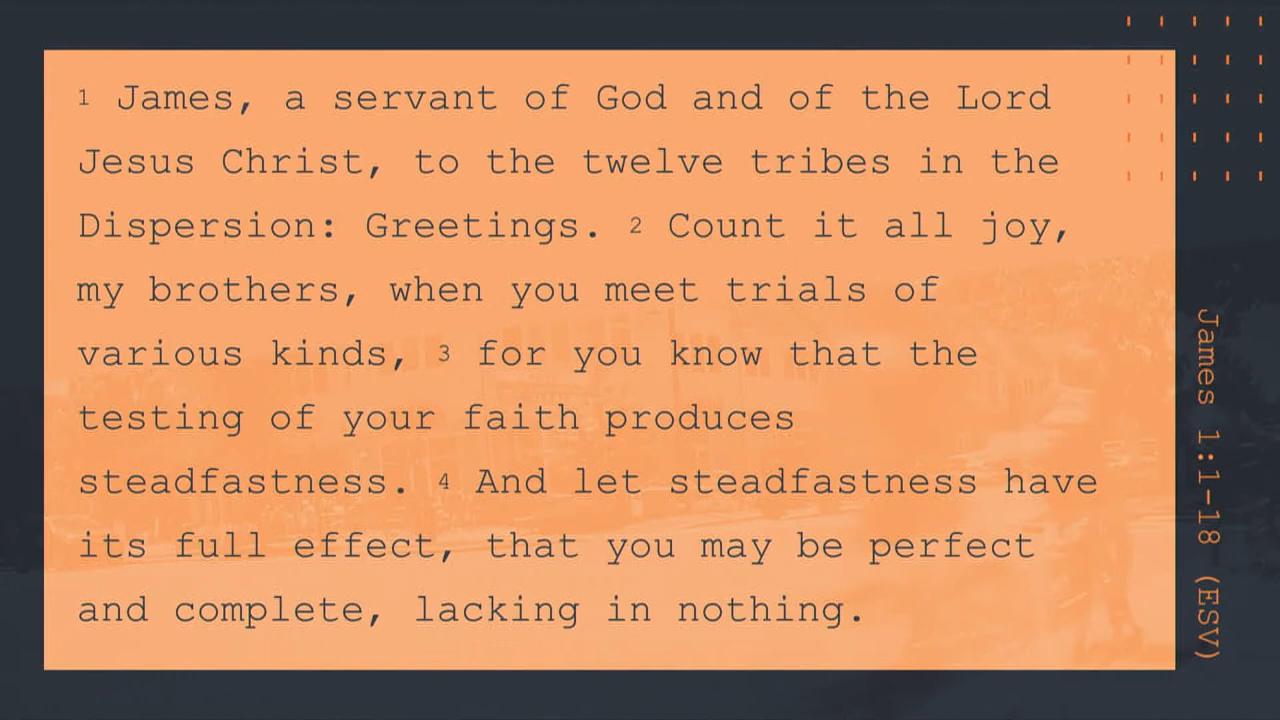 1 James, a servant of God and of the Lord
Jesus Christ, to the twelve tribes in the
Dispersion: Greetings. 2 Count it all joy,
my brothers, when you meet trials of
various kinds, 3 for you know that the
testing of your faith produces
steadfastness. 4 And let steadfastness have
its full effect, that you may be perfect
and complete, lacking in nothing.
James 1:1-18 (ESV)